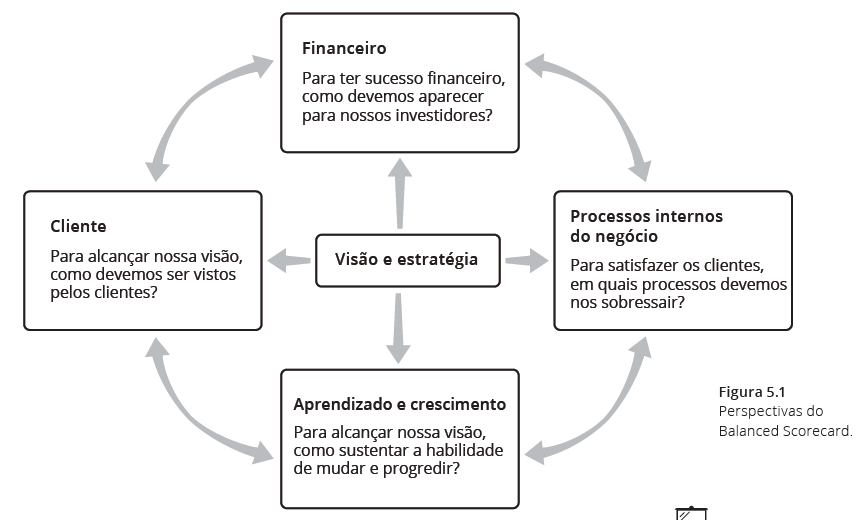 Financeiro
Para ter sucesso financeiro,
como devemos aparecer
para nossos investidores?
Cliente
Para alcançar nossa visão,
como devemos ser vistos
pelos clientes?
Visão e estratégia
Processos internos
do negócio
Para satisfazer os clientes,
em quais processos devemos
nos sobressair?
Aprendizado e crescimento
Para alcançar nossa visão,
como sustentar a habilidade
de mudar e progredir?
Figura 5.1
Perspectivas do
Balanced Scorecard.